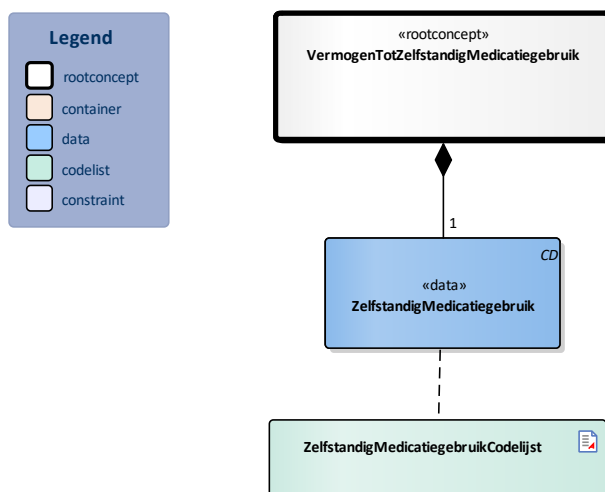 Legend
rootconcept
container
data
codelist
constraint
«rootconcept»
VermogenTotZelfstandigMedicatiegebruik
1
CD
«data»
ZelfstandigMedicatiegebruik
ZelfstandigMedicatiegebruikCodelijst